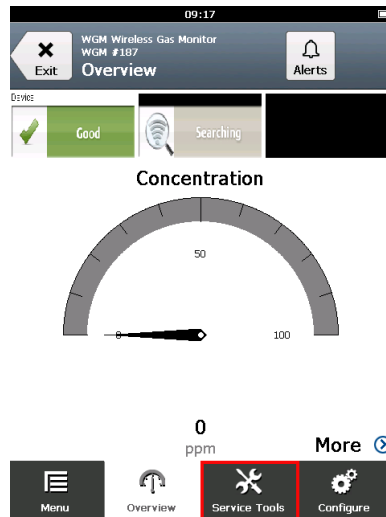 09:17
WGM Wireless Gas Monitor
WGM #187
Exit
Overview
Alerts
Device
Good
Searching
Concentration
50
0
100
0
ppm
More
Menu
Overview
Service Tools
Configure